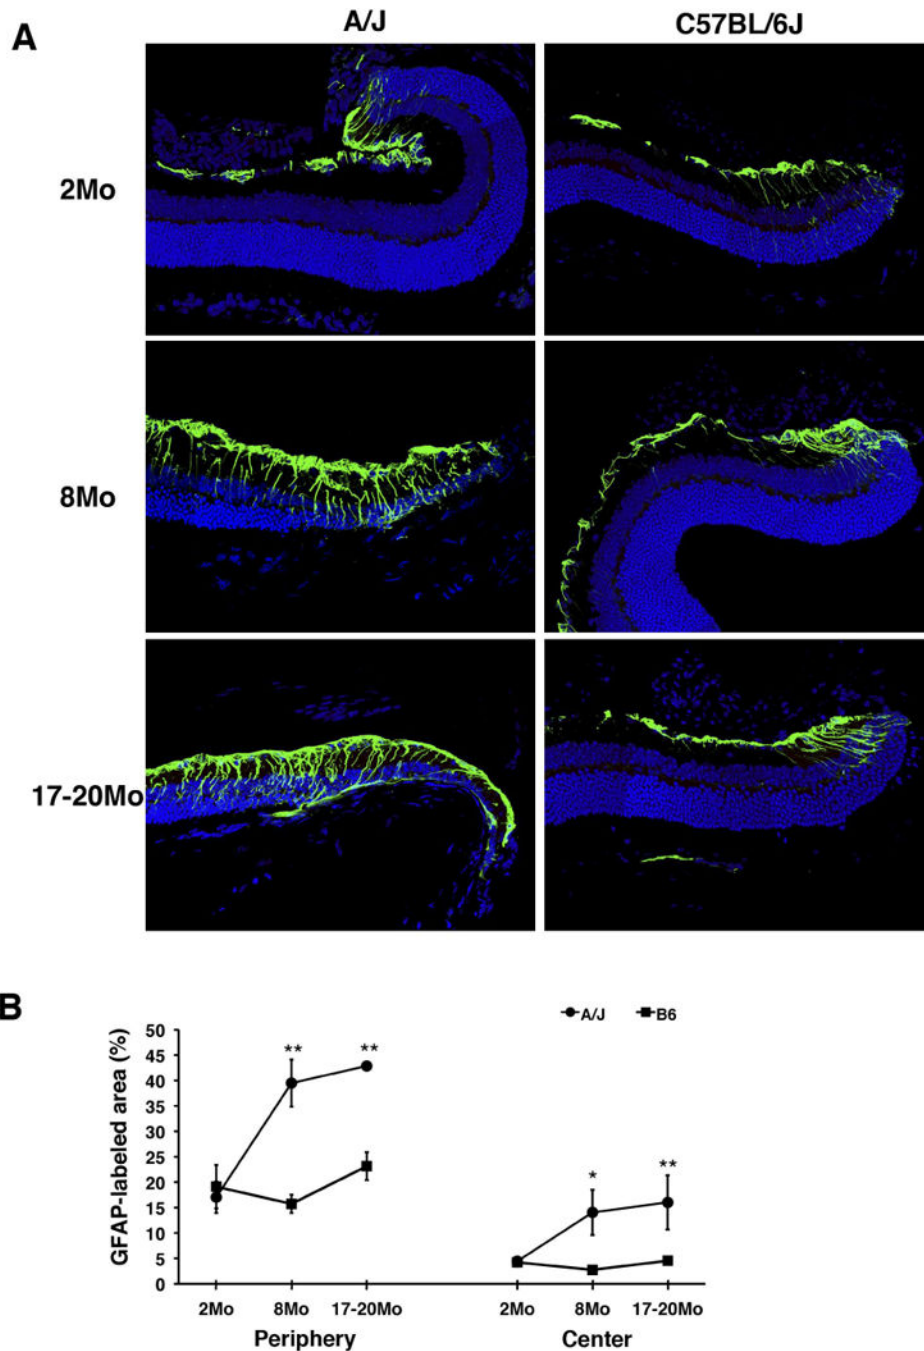 A
A/J
C57BL/6J
2Mo
8Mo
17-20Mo
B
A/J
B6
GFAP-labeled area (%)
50
45
40
35
30
25
20
15
10
5
0
** **
* **
2Mo 8Mo 17-20Mo 2Mo 8Mo 17-20Mo
Periphery Center